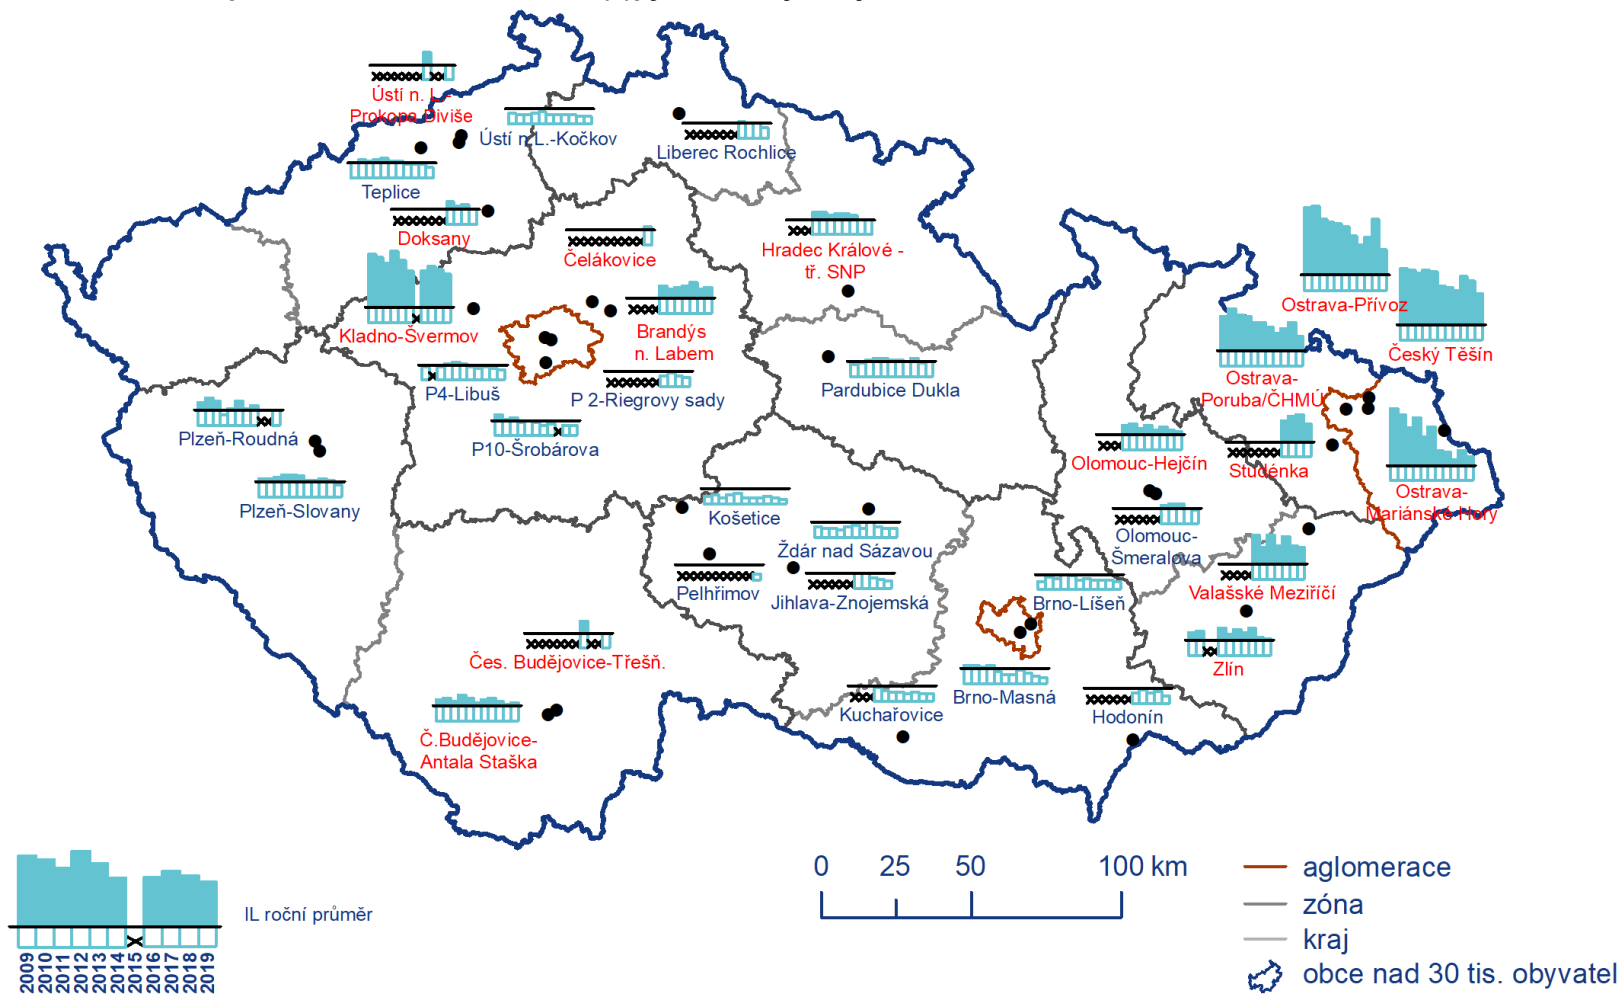 Ústí n. L.-
Prokopa Diviše
Ústí n.L.-Kočkov
Liberec Rochlice
Teplice
Doksany
Čelákovice
Hradec Králové -
tř. SNP
Kladno-Švermov
Brandýs
n. Labem
Ostrava-Přívoz
Český Těšín
P4-Libuš
P 2-Riegrovy sady
Pardubice Dukla
Ostrava-
Poruba/ČHMÚ
Plzeň-Roudná
P10-Šrobárova
Olomouc-Hejčín
Studénka
Plzeň-Slovany
Košetice
Ostrava-
Mariánské Hory
Ždár nad Sázavou
Olomouc-
Šmeralova
Pelhřimov
Jihlava-Znojemská
Brno-Líšeň
Valašské Meziříčí
Čes. Budějovice-Třešň.
Zlín
Brno-Masná
Kuchařovice
Hodonín
Č.Budějovice-
Antala Staška
IL roční průměr
2009
2010
2011
2012
2013
2014
2015
2016
2017
2018
2019
0 25 50 100 km
aglomerace
zóna
kraj
obce nad 30 tis. obyvatel